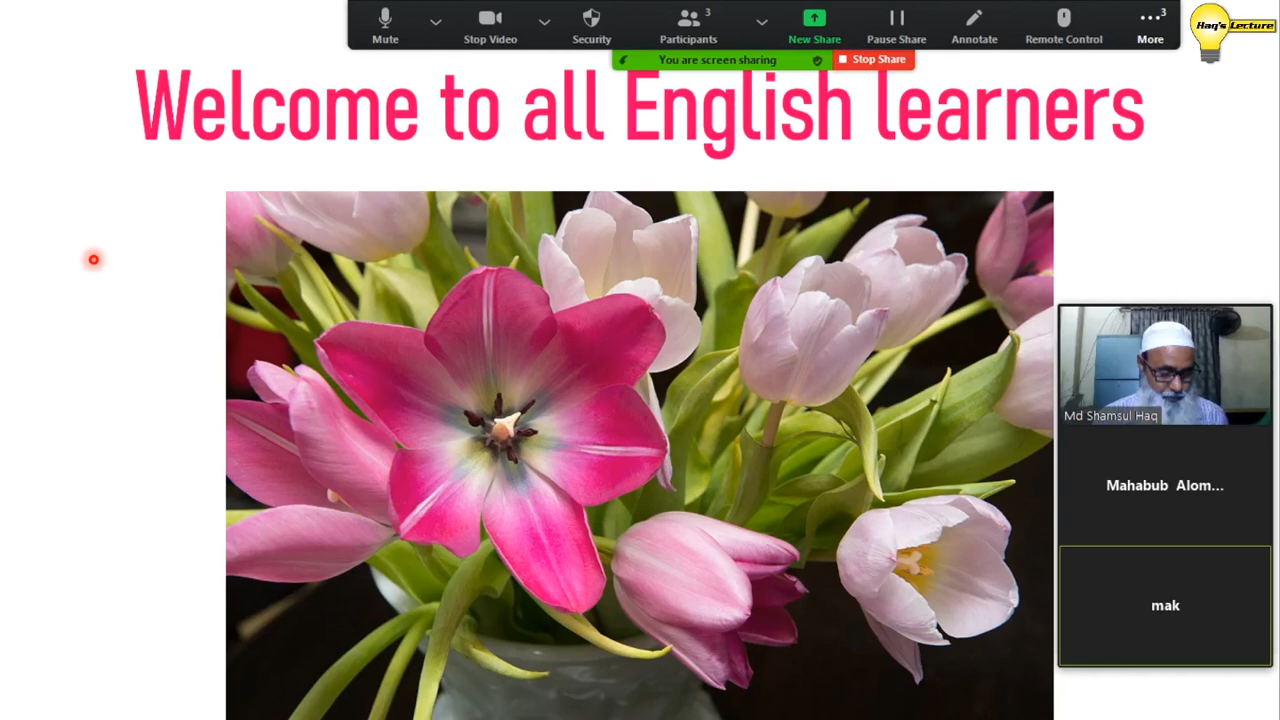 Mute
Stop Video
Security
Participants
3
New Share
Pause Share
Annotate
Remote Control
More
3
Haq's Lecture
You are screen sharing
Stop Share
Welcome to all English learners
Md Shamsul Haq
Mahabub Alom...
mak